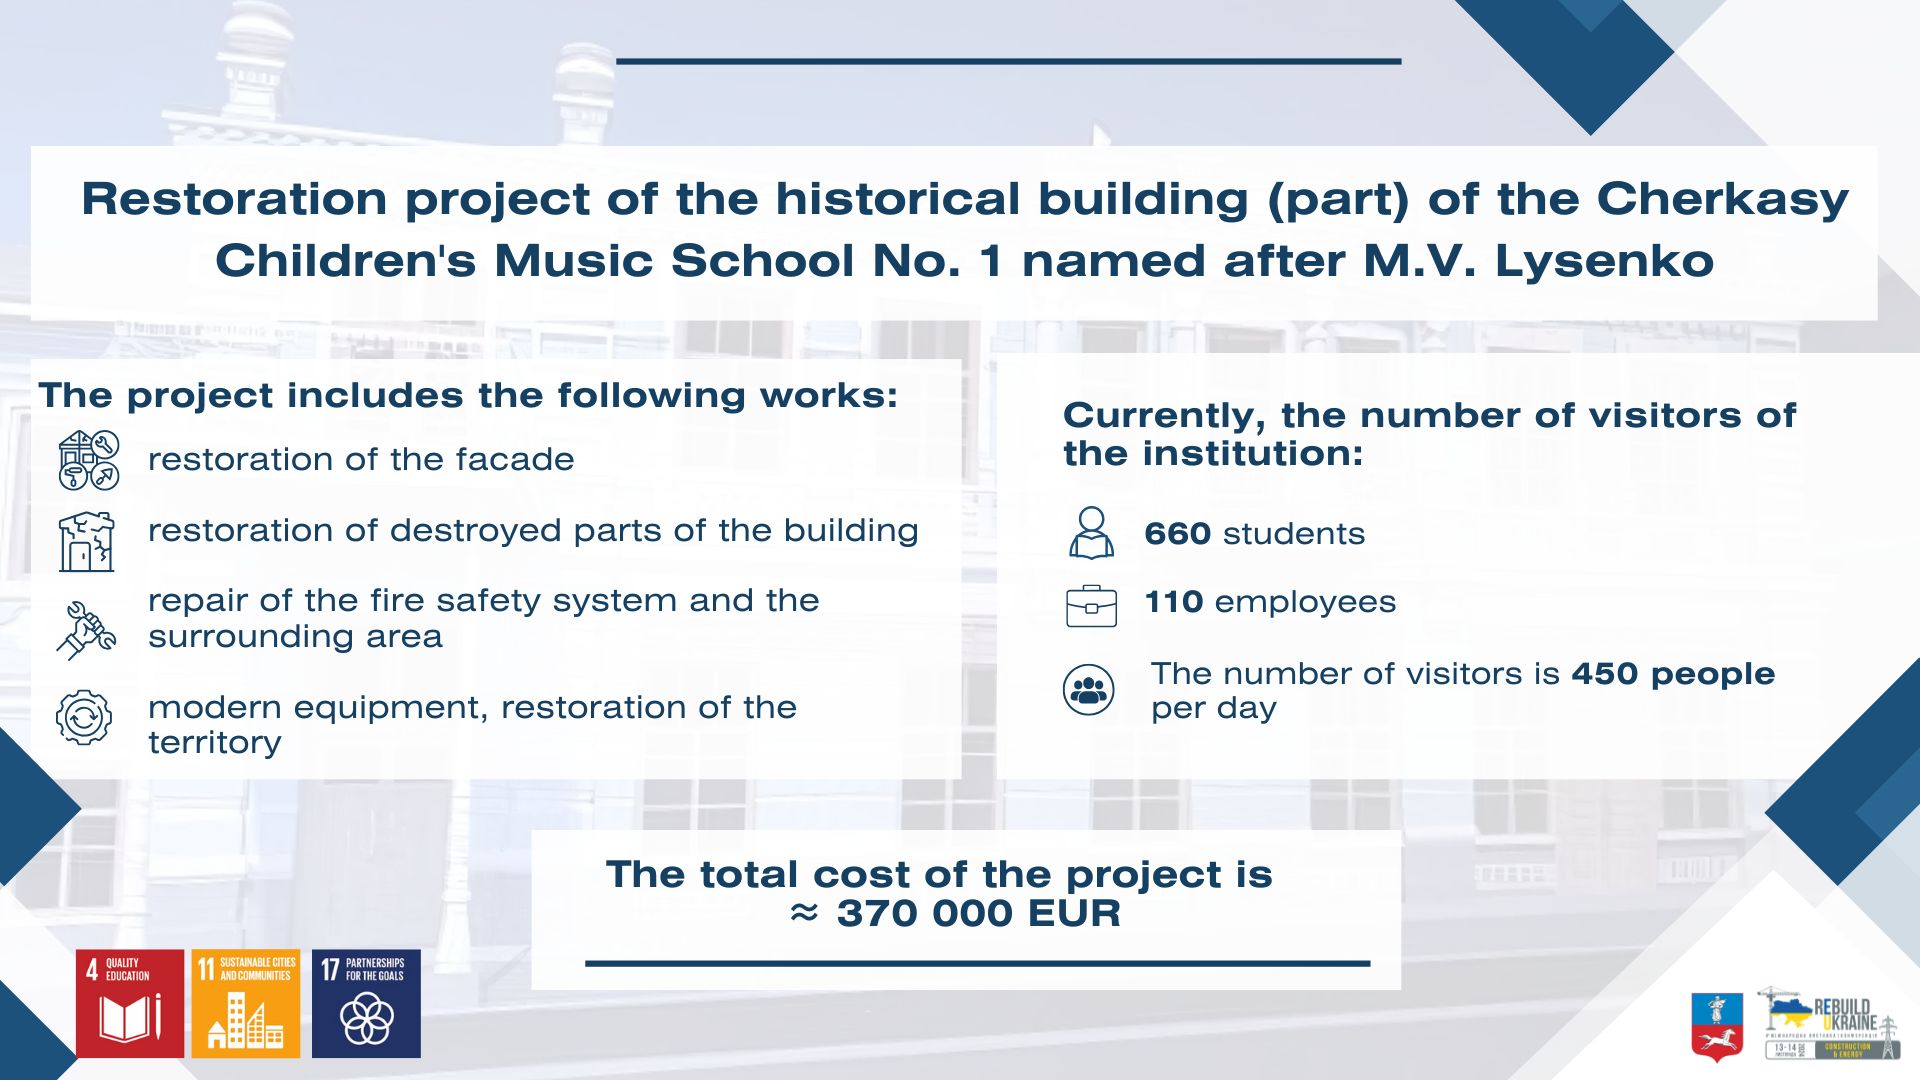 Restoration project of the historical building (part) of the Cherkasy
Children's Music School No. 1 named after M.V. Lysenko
The project includes the following works:
restoration of the facade
restoration of destroyed parts of the building
repair of the fire safety system and the
surrounding area
modern equipment, restoration of the
territory
Currently, the number of visitors of
the institution:
660 students
110 employees
The number of visitors is 450 people
per day
The total cost of the project is
≈ 370 000 EUR
4 QUALITY
EDUCATION
11 SUSTAINABLE CITIES
AND COMMUNITIES
17 PARTNERSHIPS
FOR THE GOALS
REBUILD
UKRAINE
13-14
2024
CONSTRUCTION
& ENERGY